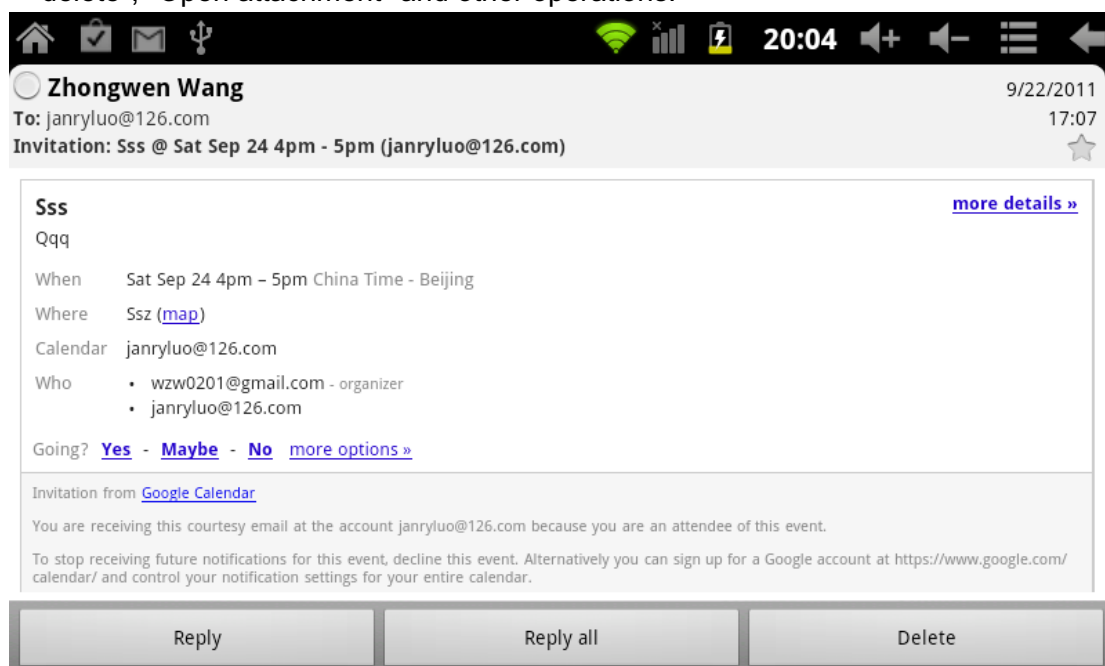 delete", "Open attachment" and other operations.
20:04
Zhongwen Wang 9/22/2011
To: janryluo@126.com 17:07
Invitation: Sss @ Sat Sep 24 4pm - 5pm (janryluo@126.com)
Sss more details »
Qqq
When Sat Sep 24 4pm – 5pm China Time - Beijing
Where Ssz (map)
Calendar janryluo@126.com
Who • wzw0201@gmail.com - organizer
• janryluo@126.com
Going? Yes - Maybe - No more options »
Invitation from Google Calendar
You are receiving this courtesy email at the account janryluo@126.com because you are an attendee of this event.
To stop receiving future notifications for this event, decline this event. Alternatively you can sign up for a Google account at https://www.google.com/
calendar/ and control your notification settings for your entire calendar.
Reply Reply all Delete